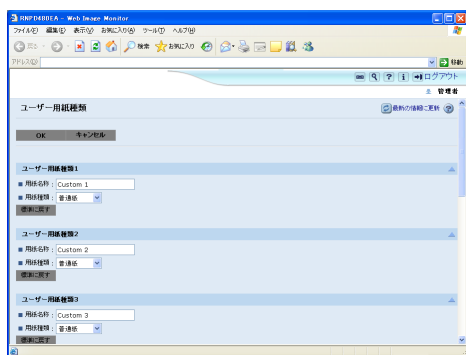 RNPD480EA - Web Image Monitor
ファイル(F) 編集(E) 表示(V) お気に入り(A) ツール(T) ヘルプ(H)
戻る 検索 お気に入り
アドレス(D) 移動
ログアウト
管理者
ユーザー用紙種類 最新の情報に更新
OK キャンセル
ユーザー用紙種類1
用紙名称 : Custom 1
用紙種類 : 普通紙
標準に戻す
ユーザー用紙種類2
用紙名称 : Custom 2
用紙種類 : 普通紙
標準に戻す
ユーザー用紙種類3
用紙名称 : Custom 3
用紙種類 : 普通紙
標準に戻す